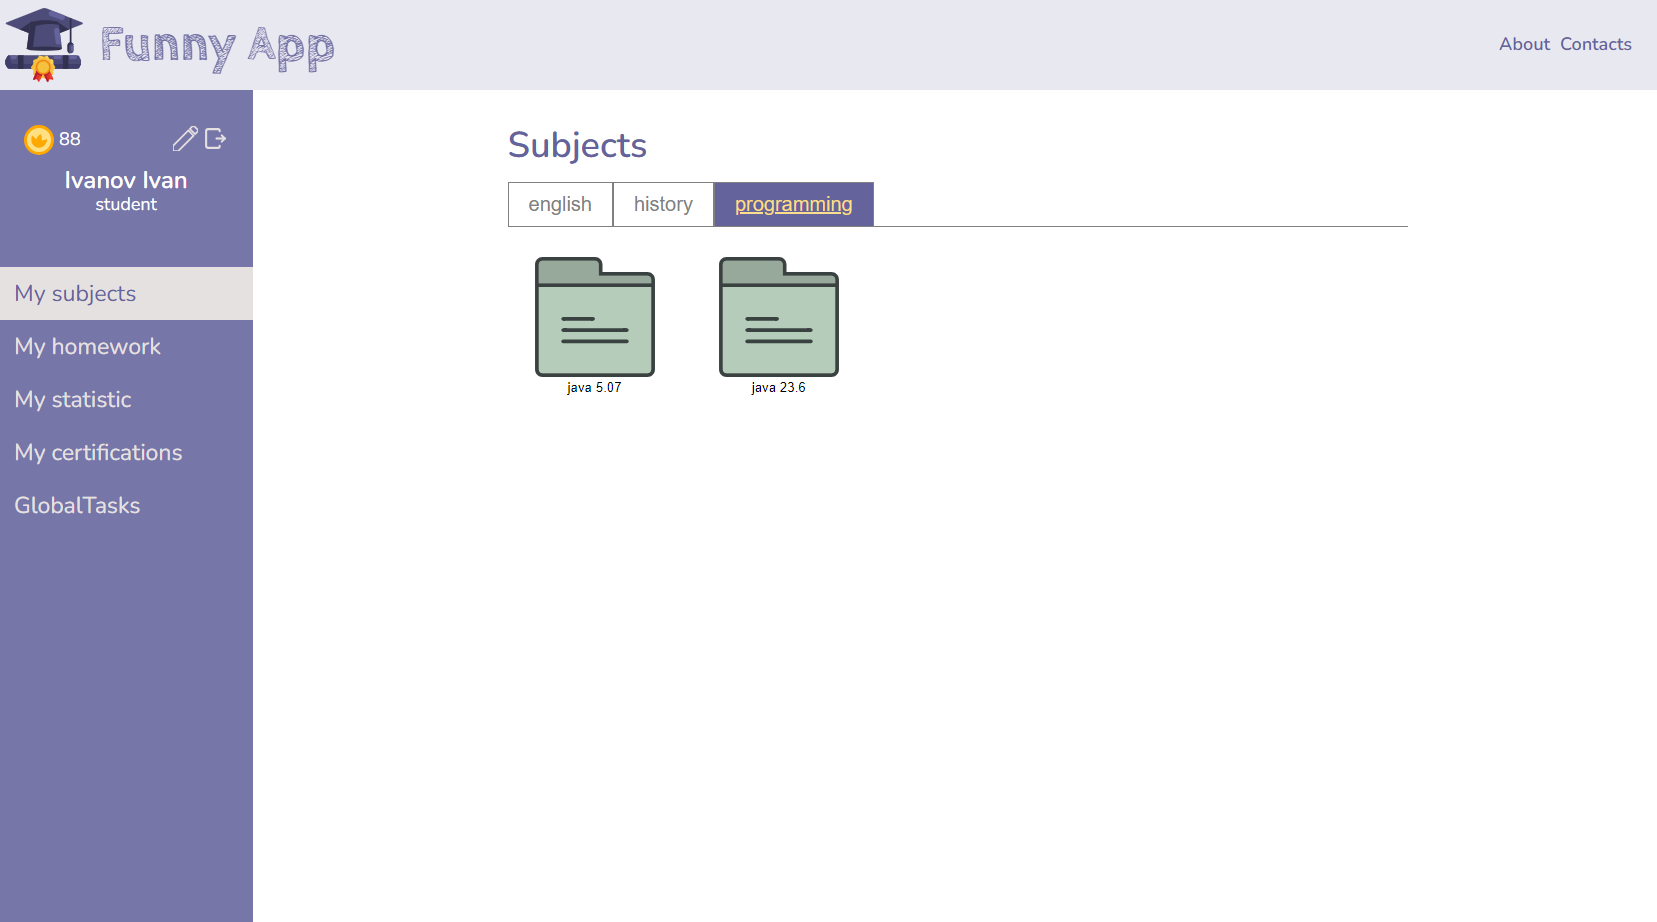 Funny App
About Contacts
88
Ivanov Ivan
student
My subjects
My homework
My statistic
My certifications
GlobalTasks
Subjects
english history programming
java 5.07 java 23.6